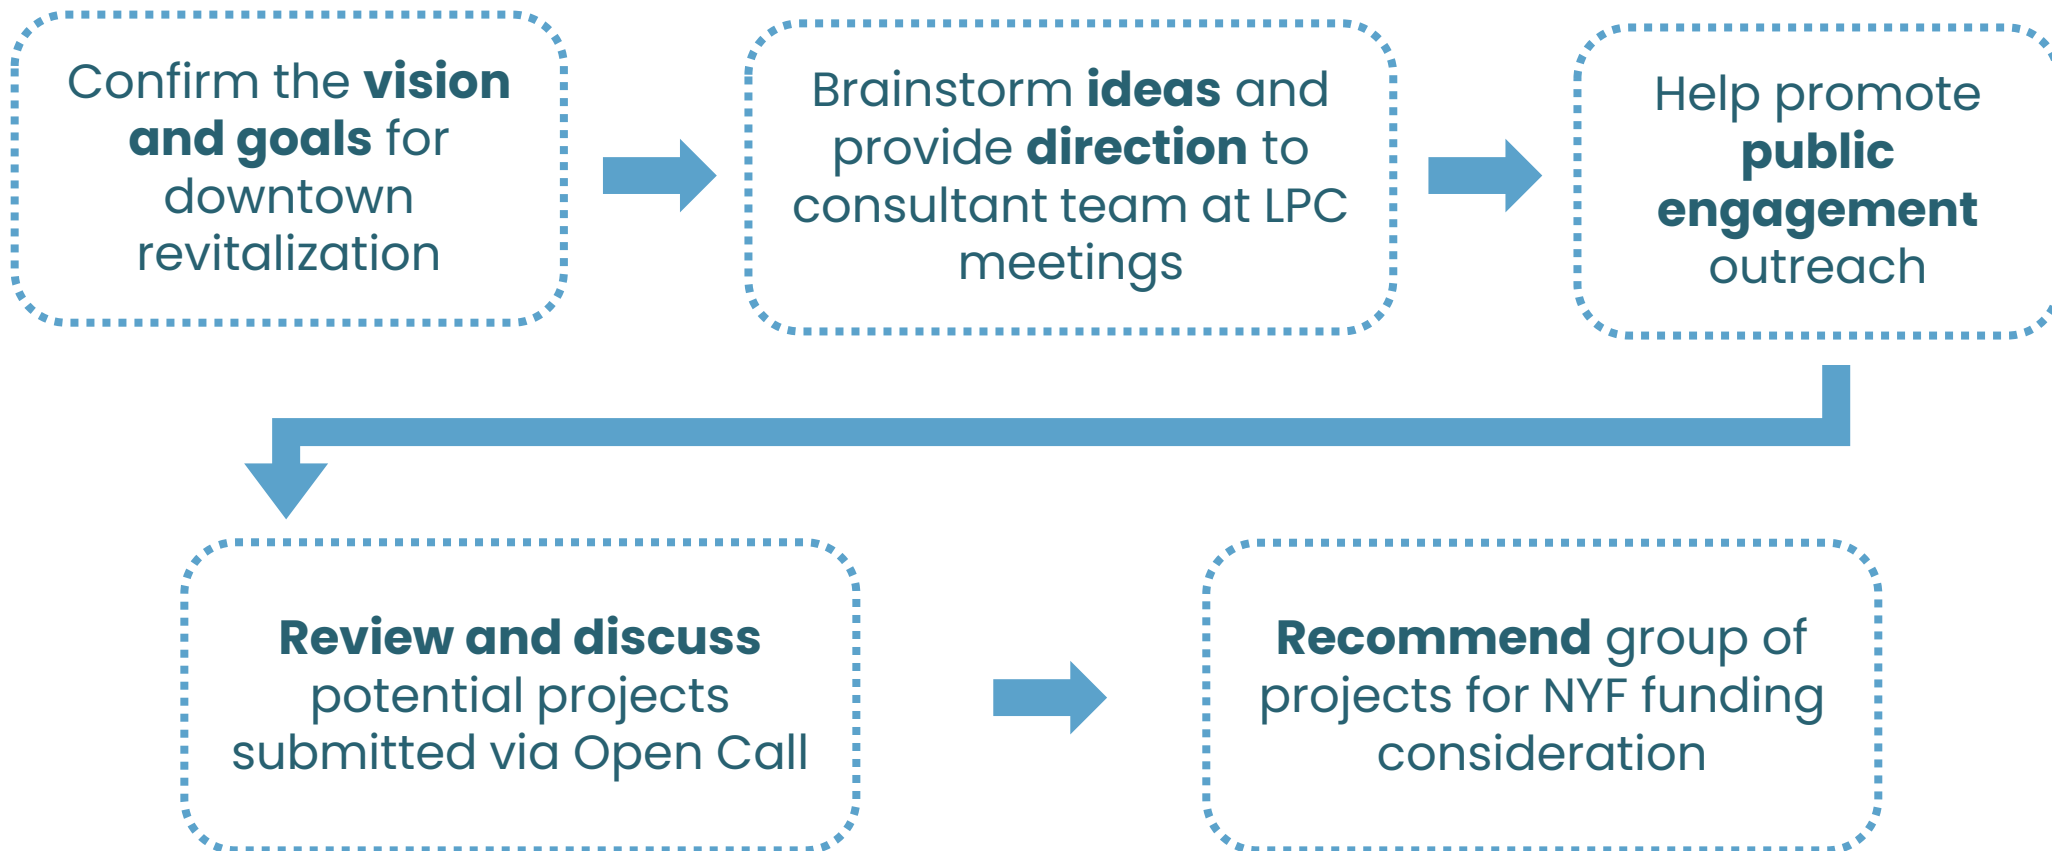 Confirm the vision
and goals for
downtown
revitalization
Brainstorm ideas and
provide direction to
consultant team at LPC
meetings
Help promote
public
engagement
outreach
Review and discuss
potential projects
submitted via Open Call
Recommend group of
projects for NYF funding
consideration